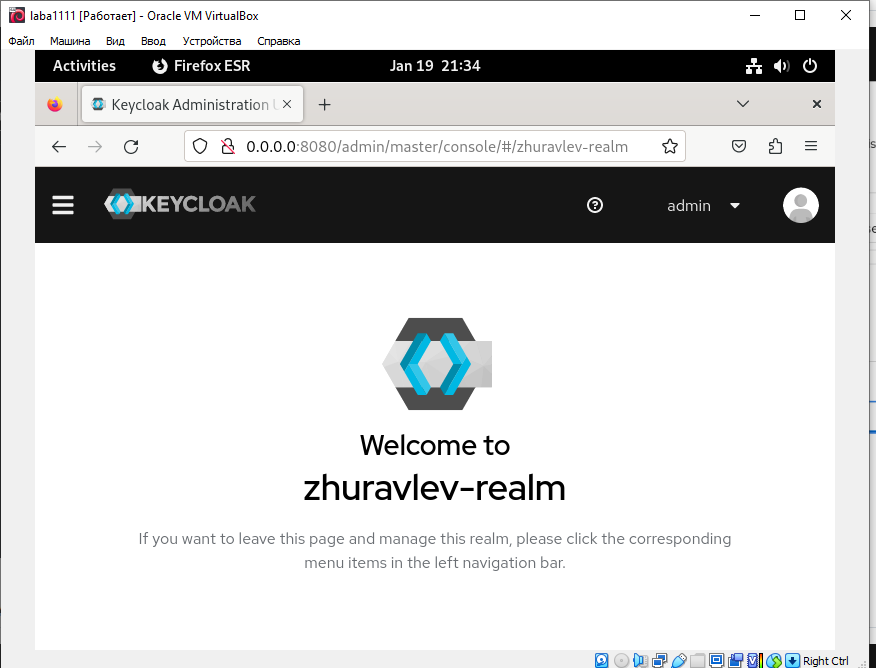 laba1111 [Работает] - Oracle VM VirtualBox
Файл Машина Вид Ввод Устройства Справка
Activities Firefox ESR Jan 19 21:34
Keycloak Administration
0.0.0.0:8080/admin/master/console/#/zhuravlev-realm
KEYCLOAK admin
Welcome to
zhuravlev-realm
If you want to leave this page and manage this realm, please click the corresponding
menu items in the left navigation bar.
Right Ctrl